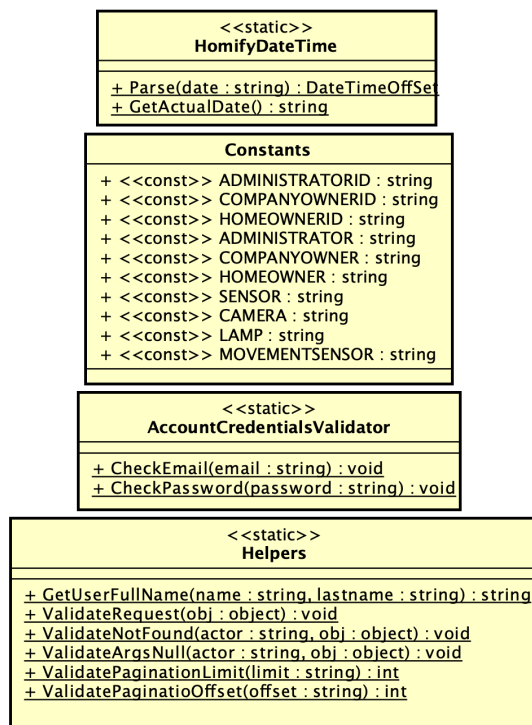 <<static>>
HomifyDateTime
+ Parse(date : string) : DateTimeOffSet
+ GetActualDate() : string
Constants
+ <<const>> ADMINISTRATORID : string
+ <<const>> COMPANYOWNERID : string
+ <<const>> HOMEOWNERID : string
+ <<const>> ADMINISTRATOR : string
+ <<const>> COMPANYOWNER : string
+ <<const>> HOMEOWNER : string
+ <<const>> SENSOR : string
+ <<const>> CAMERA : string
+ <<const>> LAMP : string
+ <<const>> MOVEMENTSENSOR : string
<<static>>
AccountCredentialsValidator
+ CheckEmail(email : string) : void
+ CheckPassword(password : string) : void
<<static>>
Helpers
+ GetUserFullName(name : string, lastname : string) : string
+ ValidateRequest(obj : object) : void
+ ValidateNotFound(actor : string, obj : object) : void
+ ValidateArgsNull(actor : string, obj : object) : void
+ ValidatePaginationLimit(limit : string) : int
+ ValidatePaginatioOffset(offset : string) : int